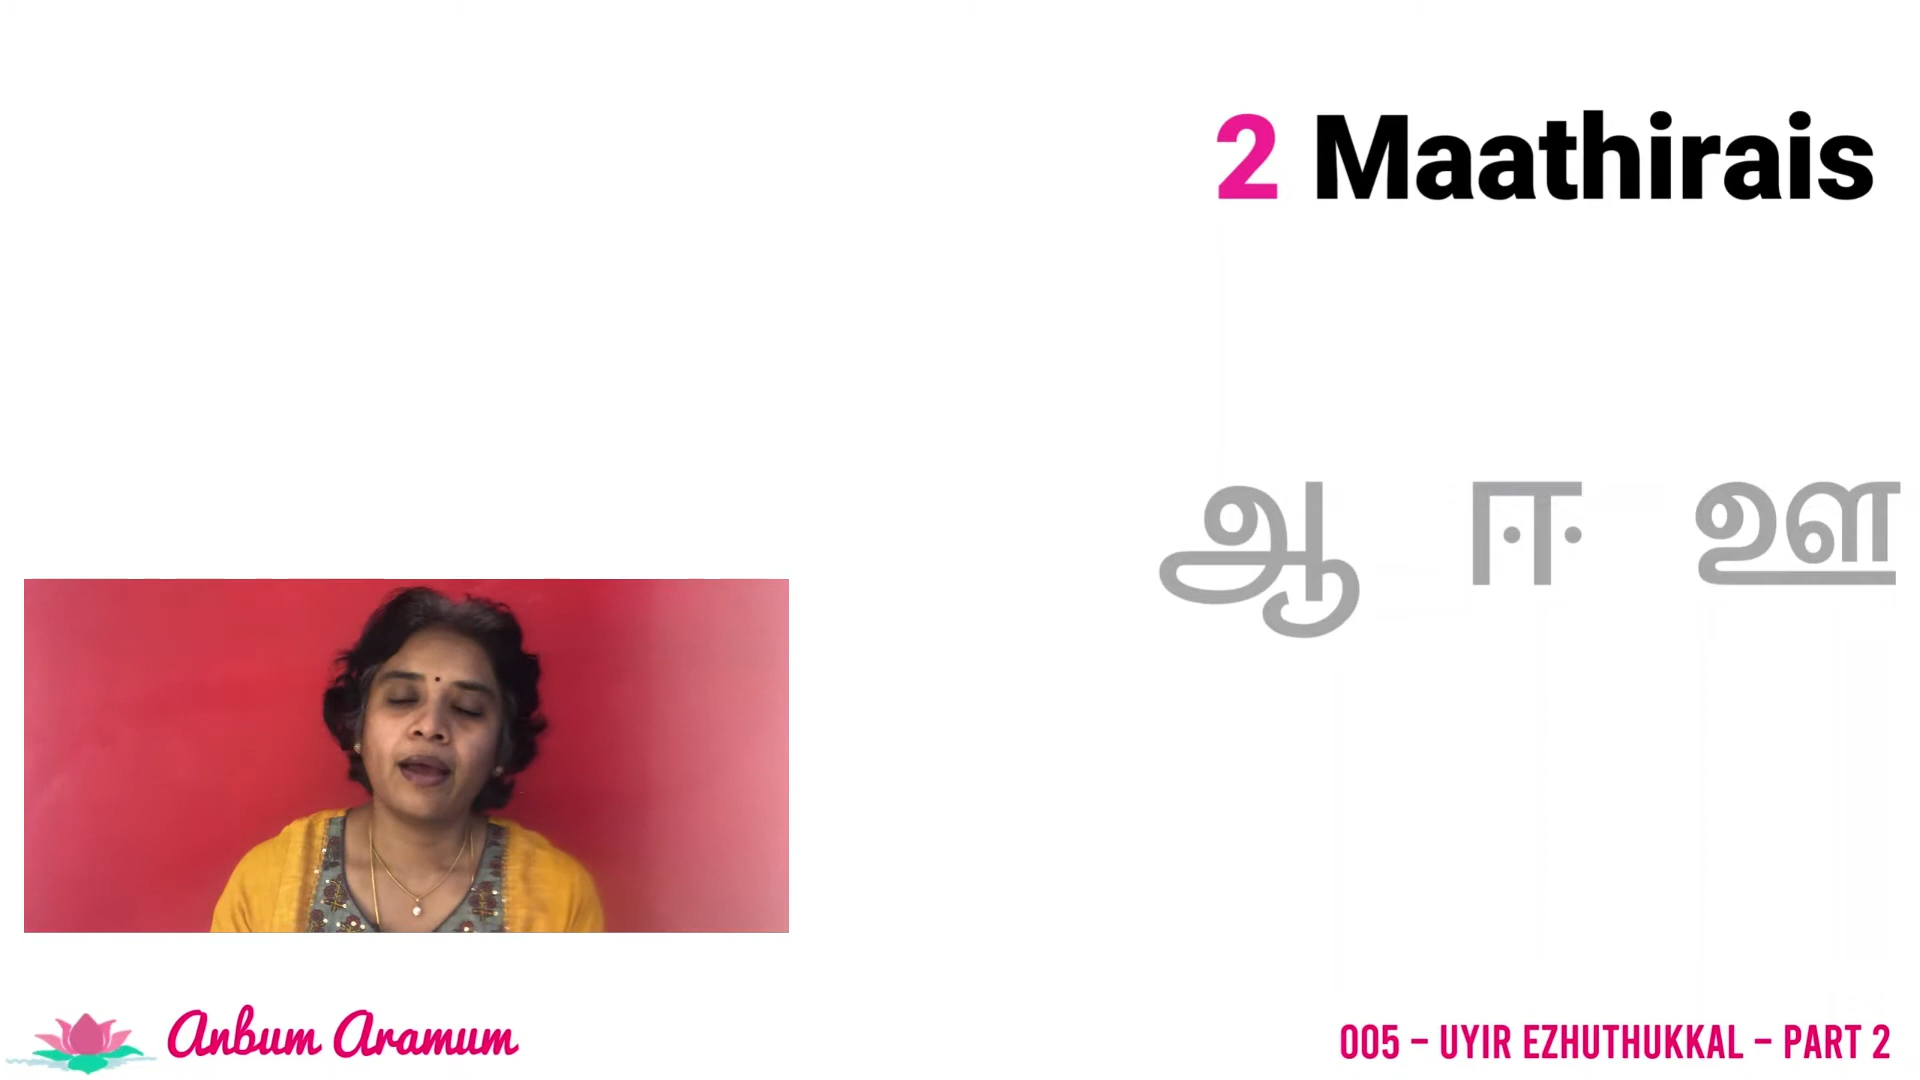 2 Maathirais
ஆ ஈ ஊ
Anbum Aramum
005 – UYIR EZHUTHUKKAL – PART 2